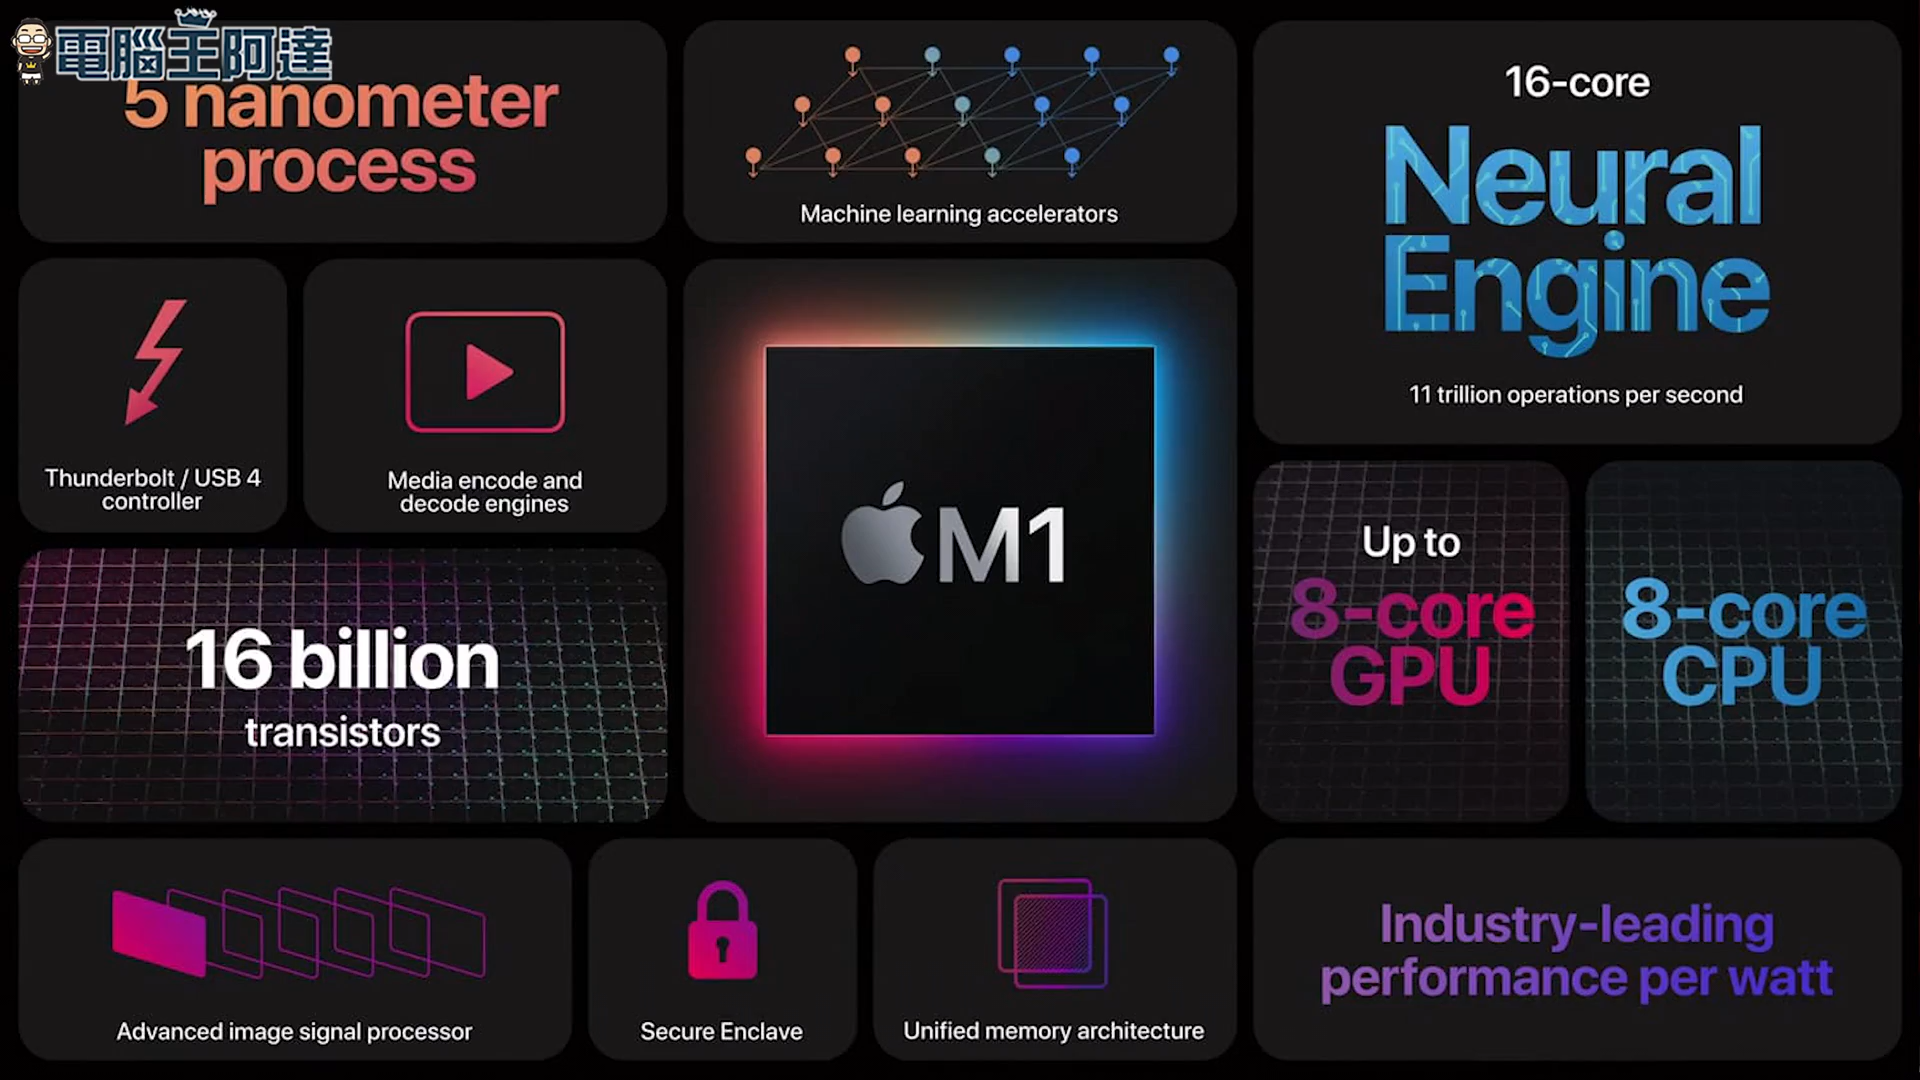 電腦王阿達
5 nanometer
process
Machine learning accelerators
16-core
Neural
Engine
11 trillion operations per second
Thunderbolt / USB 4
controller
Media encode and
decode engines
M1
Up to
8-core
GPU
8-core
CPU
16 billion
transistors
Advanced image signal processor
Secure Enclave
Unified memory architecture
Industry-leading
performance per watt